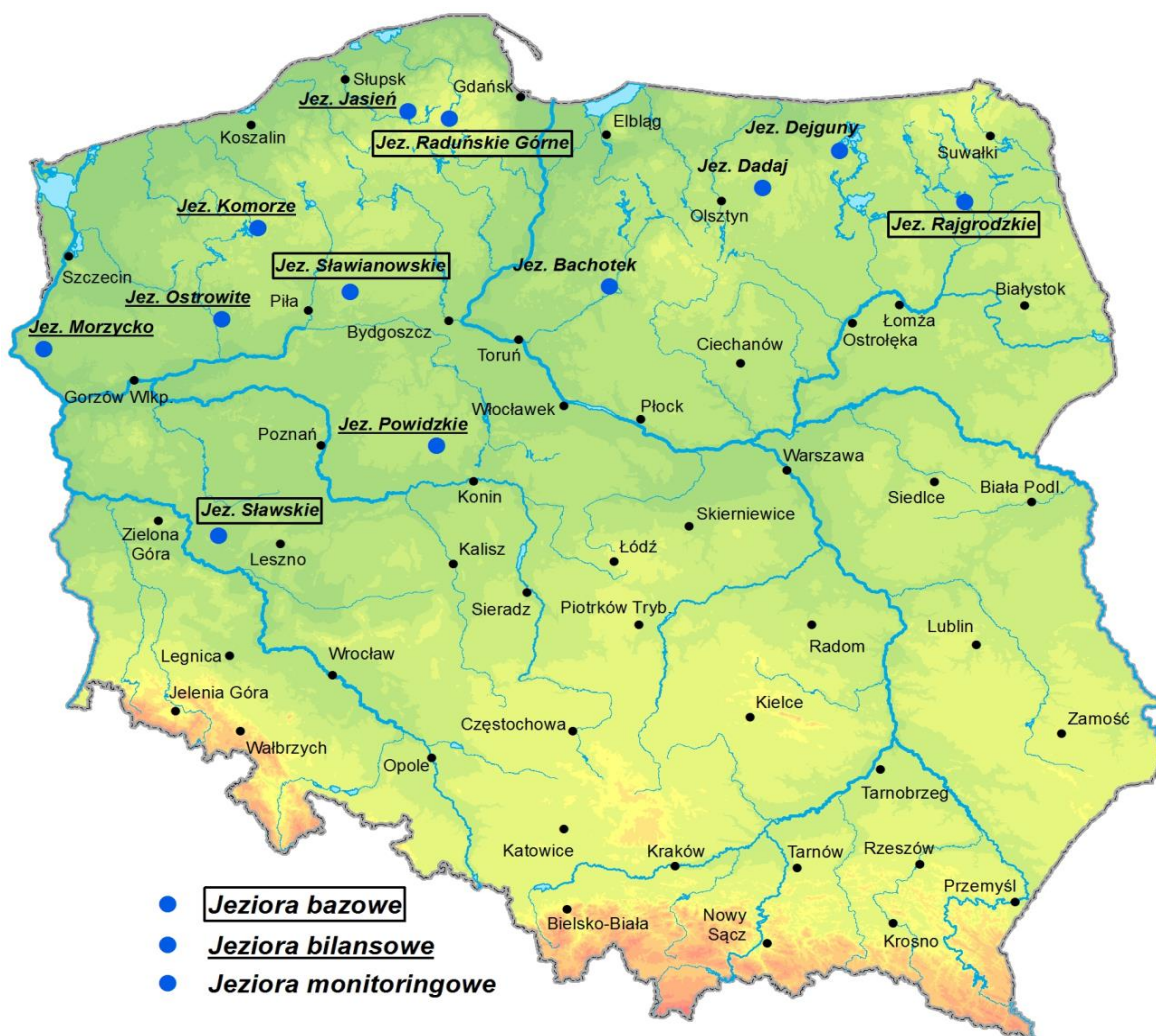 Słupsk
Gdańsk
Jez. Jasień
Koszalin
Jez. Raduńskie Górne
Elbląg
Jez. Dejguny
Suwałki
Jez. Dadaj
Olsztyn
Jez. Rajgrodzkie
Jez. Komorze
Szczecin
Jez. Sławianowskie
Jez. Bachotek
Jez. Ostrowite
Piła
Białystok
Jez. Morzycko
Bydgoszcz
Toruń
Ciechanów
Łomża
Ostrołęka
Gorzów Wlkp.
Włocławek
Płock
Jez. Powidzkie
Poznań
Warszawa
Konin
Siedlce
Biała Podl.
Jez. Sławskie
Skierniewice
Zielona
Góra
Leszno
Kalisz
Łódź
Sieradz
Piotrków Tryb.
Radom
Lublin
Legnica
Wrocław
Jelenia Góra
Kielce
Częstochowa
Zamość
Wałbrzych
Opole
Tarnobrzeg
Katowice
Kraków
Tarnów
Rzeszów
Przemyśl
Bielsko-Biała
Nowy
Sącz
Krosno
Jeziora bazowe
Jeziora bilansowe
Jeziora monitoringowe